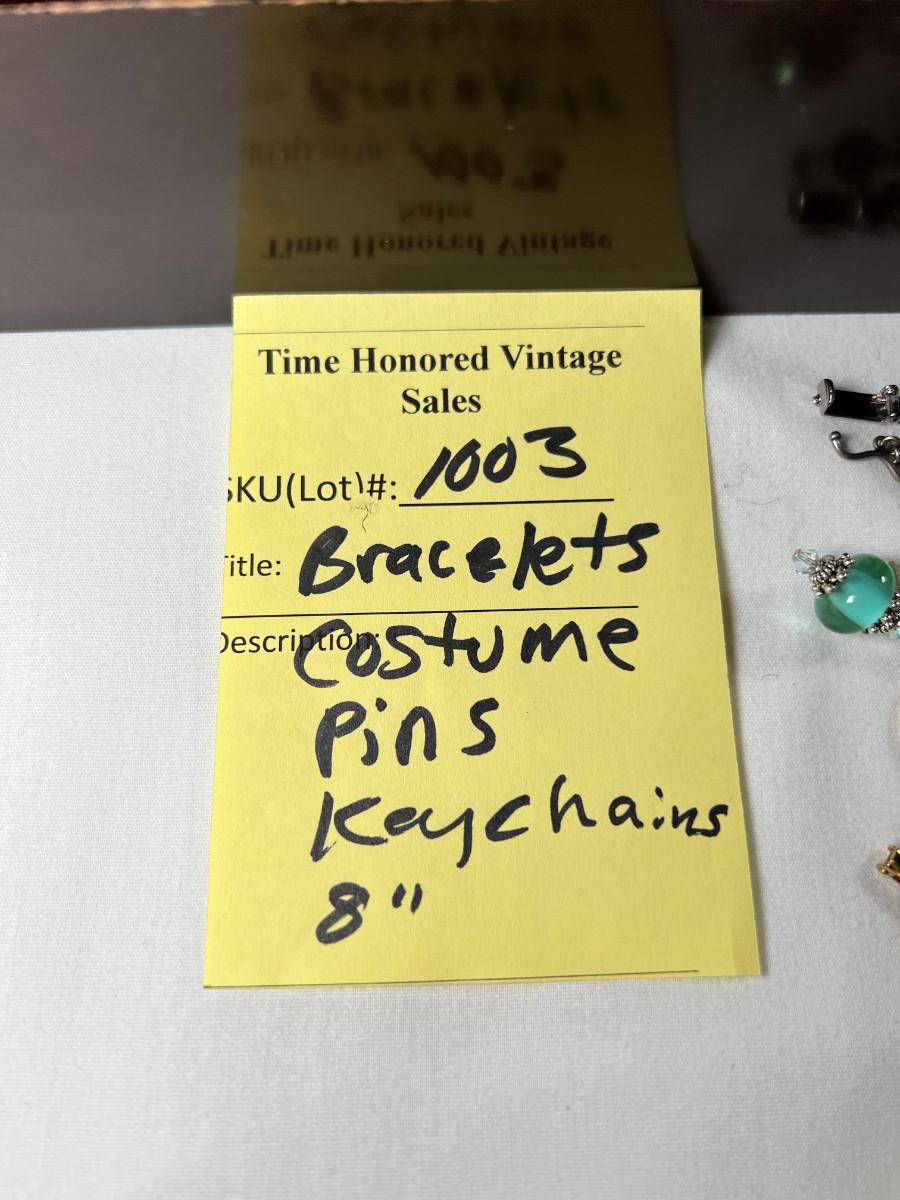 Time Honored Vintage
Sales
SKU(Lot)#: 1003
Title: Bracelets
Description: Costume
Pins
Keychains
8"